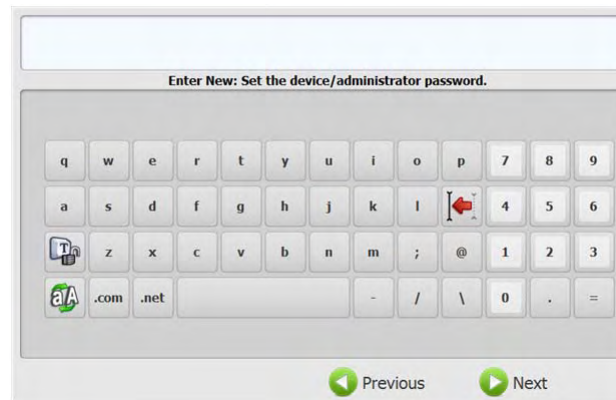 Enter New: Set the device/administrator password.
q w e r t y u i o p 7 8 9
a s d f g h j k l 4 5 6
T z x c v b n m ; @ 1 2 3
aA .com .net - / \ 0 . =
Previous Next